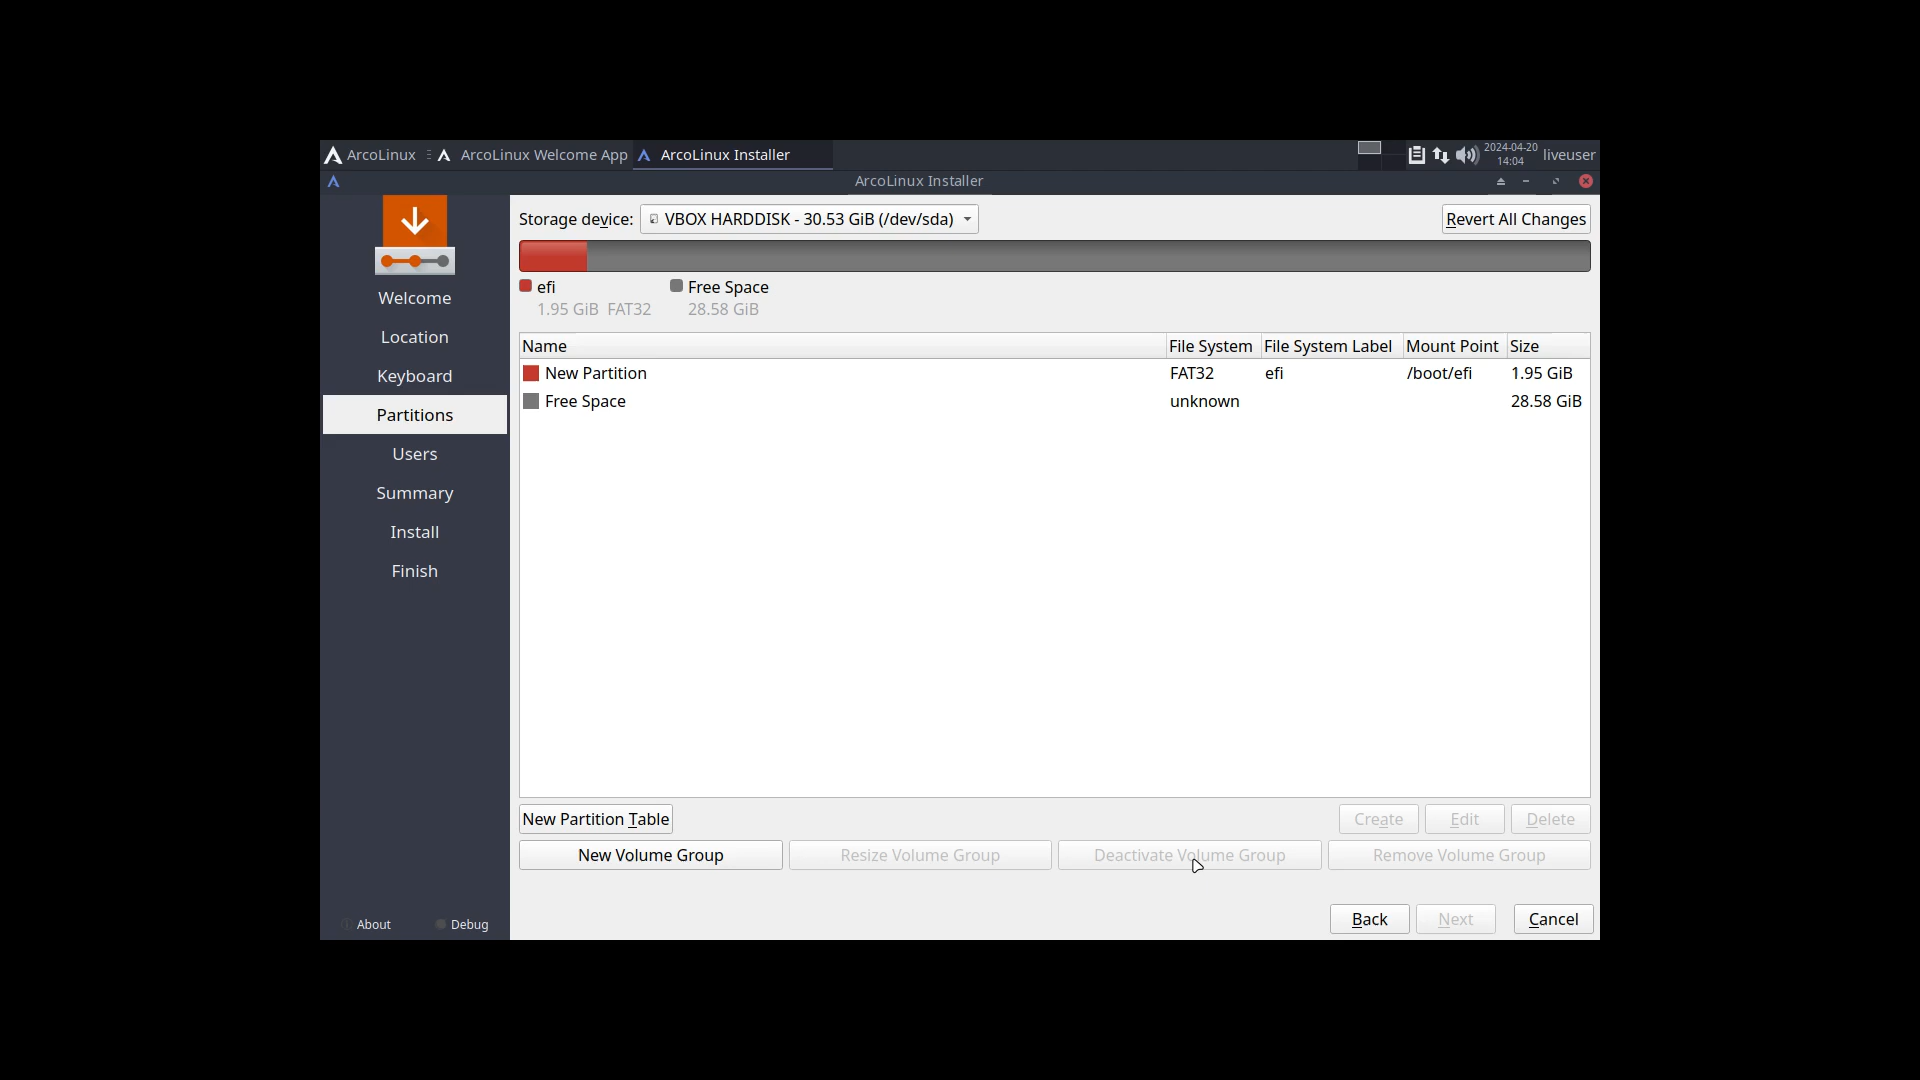 ArcoLinux
ArcoLinux Welcome App
ArcoLinux Installer
2024-04-20
14:04
liveuser
ArcoLinux Installer
Storage device:
VBOX HARDDISK - 30.53 GiB (/dev/sda)
Revert All Changes
efi
1.95 GiB FAT32
Free Space
28.58 GiB
Welcome
Location
Keyboard
Partitions
Users
Summary
Install
Finish
Name File System File System Label Mount Point Size
New Partition FAT32 efi /boot/efi 1.95 GiB
Free Space unknown 28.58 GiB
New Partition Table
Create
Edit
Delete
New Volume Group
Resize Volume Group
Deactivate Volume Group
Remove Volume Group
About
Debug
Back
Next
Cancel